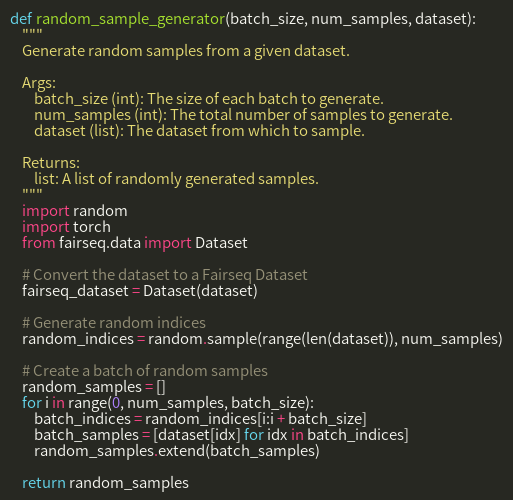 def random_sample_generator(batch_size, num_samples, dataset):
    """
    Generate random samples from a given dataset.

    Args:
        batch_size (int): The size of each batch to generate.
        num_samples (int): The total number of samples to generate.
        dataset (list): The dataset from which to sample.

    Returns:
        list: A list of randomly generated samples.
    """
    import random
    import torch
    from fairseq.data import Dataset

    # Convert the dataset to a Fairseq Dataset
    fairseq_dataset = Dataset(dataset)

    # Generate random indices
    random_indices = random.sample(range(len(dataset)), num_samples)

    # Create a batch of random samples
    random_samples = []
    for i in range(0, num_samples, batch_size):
        batch_indices = random_indices[i:i + batch_size]
        batch_samples = [dataset[idx] for idx in batch_indices]
        random_samples.extend(batch_samples)

    return random_samples